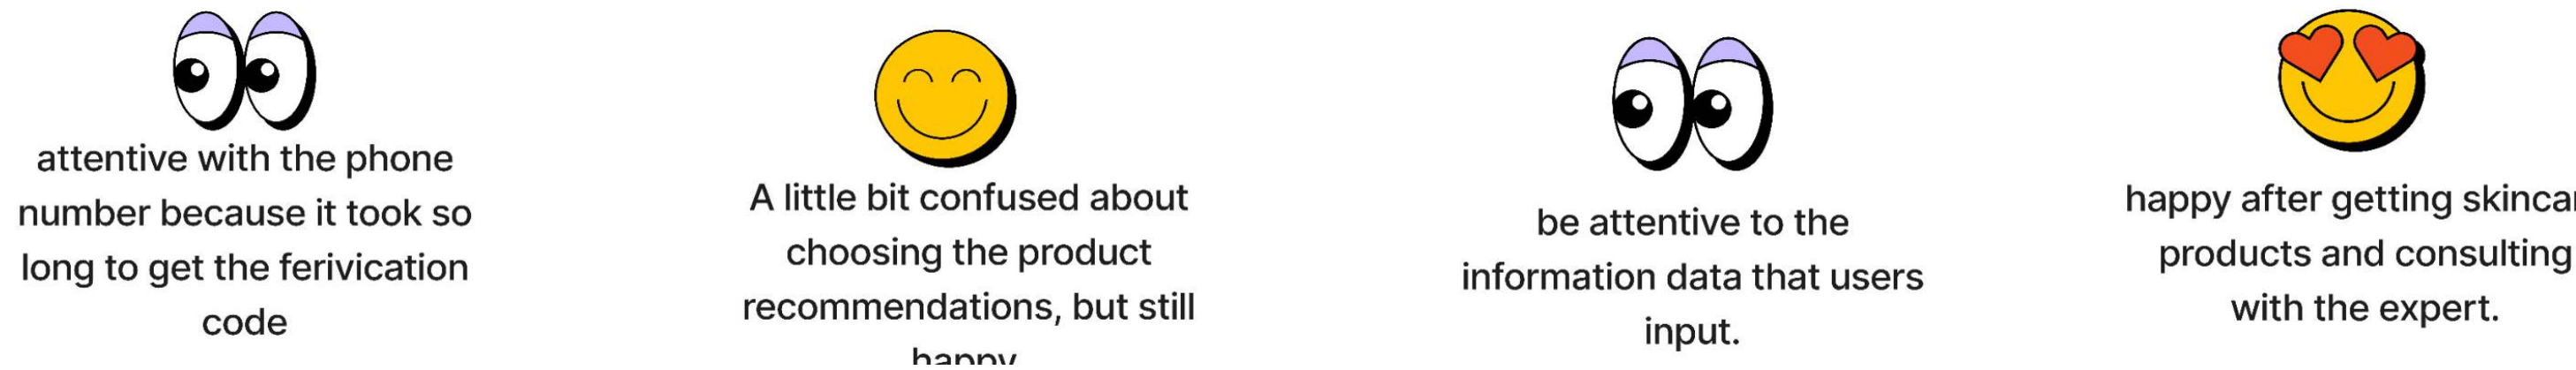 attentive with the phone
number because it took so
long to get the ferivication
code
A little bit confused about
choosing the product
recommendations, but still
happy
be attentive to the
information data that users
input.
happy after getting skincar
products and consulting
with the expert.